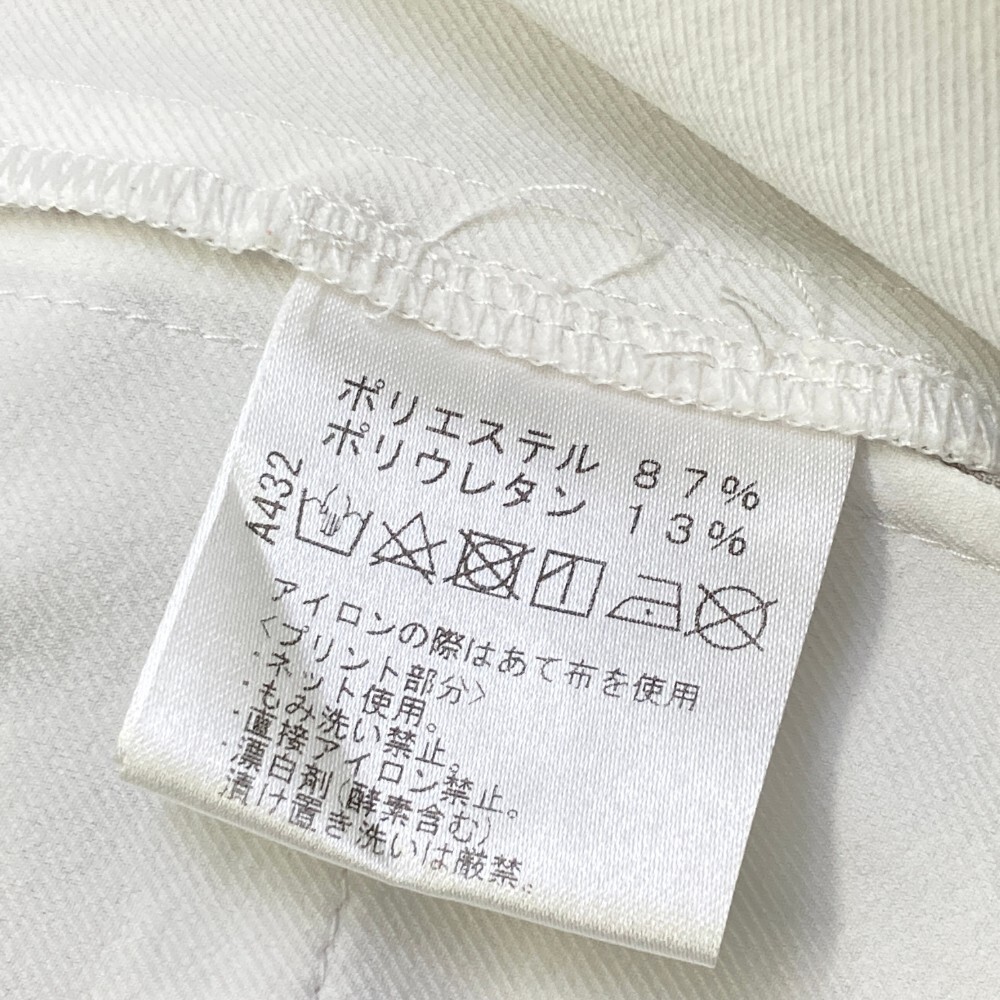 ポリエステル 87%
ポリウレタン 13%
A432
アイロンの際はあて布を使用
<プリント部分>
・ネット使用。
・もみ洗い禁止。
・直接アイロン禁止。
・漂白剤(酵素含む)
漬け置き洗いは厳禁。